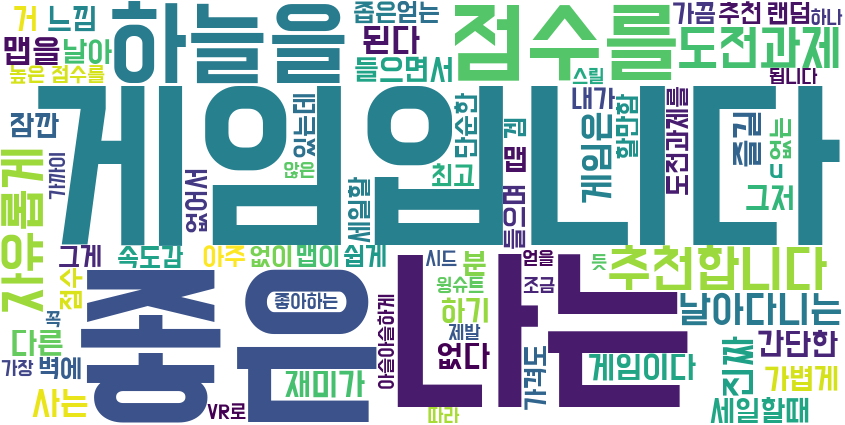 거 느낌 하늘을 좁은얻는 점수를 가끔 추천 랜덤 하나
맵을 날아 된다 도전과제
높은 점수를 들으면서 스릴 됩니다
잠깐 게임입니다 있는데 단순한 겜 내가 할만함 도전과제를 즐길 없는
가까이 않은 최고 맵 게임은 ㄷ 그저
자유롭게 없어서 세일할 들으며
그게 속도감 아주 없이 맵이 쉽게 시드 분 얻을 듯 추천합니다
점수 좋은 좋아하는 나는 윙슈트 조금 날아다니는
꼭 다른 아슬아슬하게 하기 제발 간단한
가장 벽에 재미가 없다 가격도 게임이다 진짜 가볍게
사는 VR로 따라 세일할때